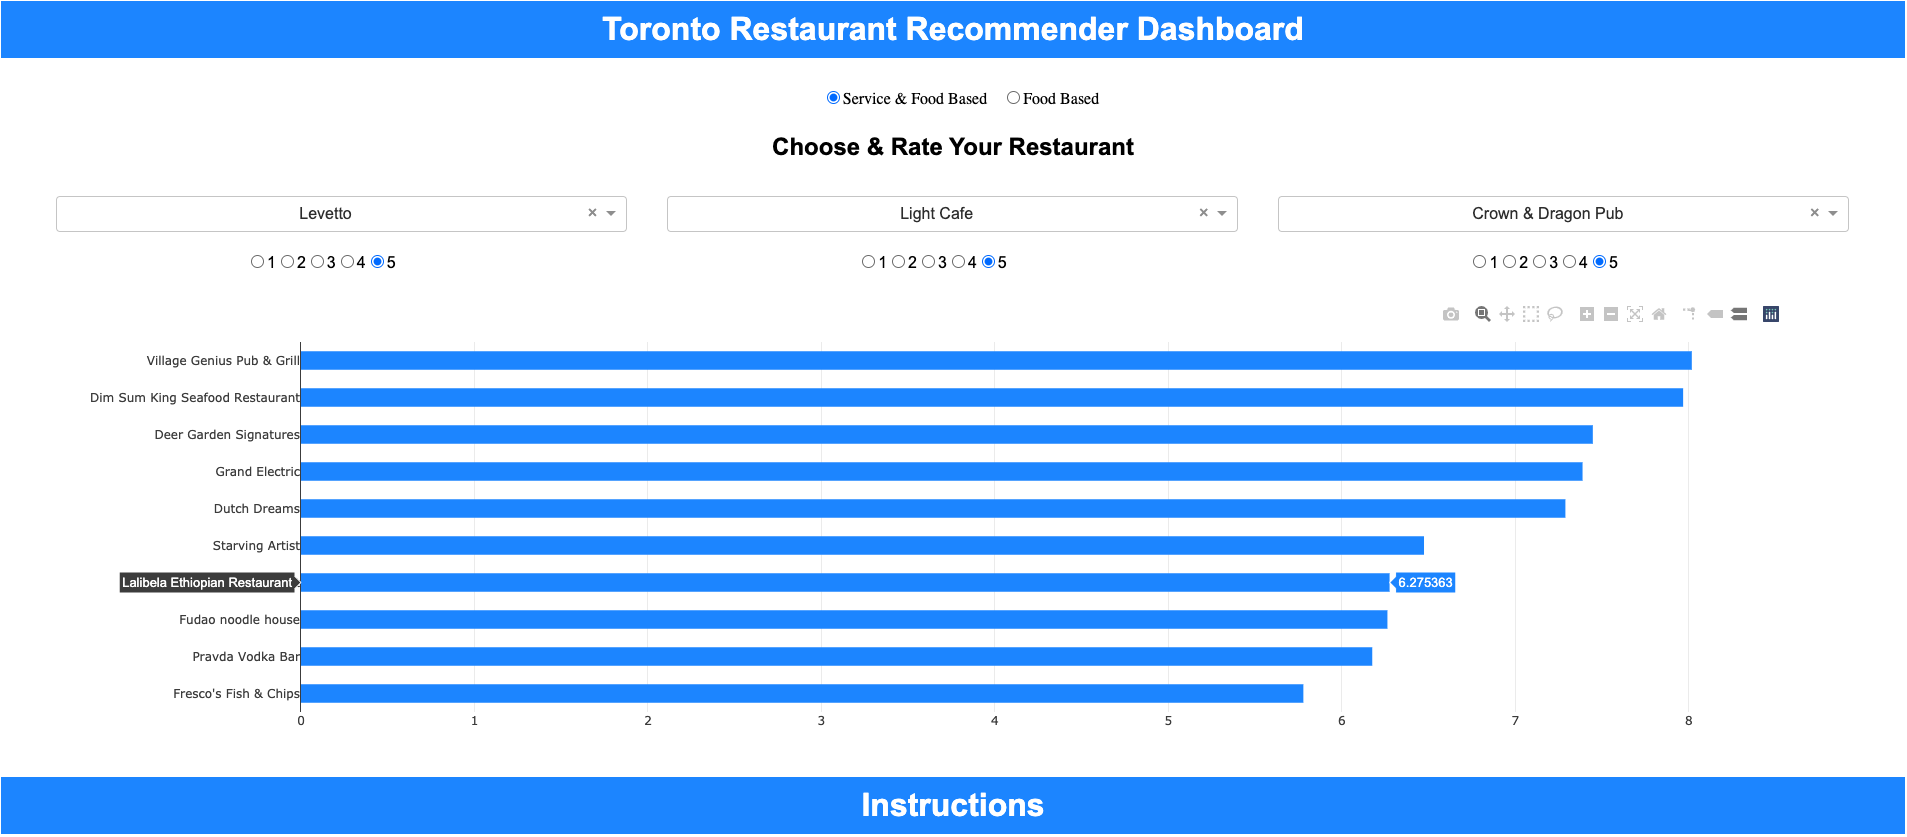 Toronto Restaurant Recommender Dashboard
Service & Food Based Food Based
Choose & Rate Your Restaurant
Levetto × Light Cafe × Crown & Dragon Pub ×
1 2 3 4 5 1 2 3 4 5 1 2 3 4 5
Village Genius Pub & Grill
Dim Sum King Seafood Restaurant
Deer Garden Signatures
Grand Electric
Dutch Dreams
Starving Artist
Lalibela Ethiopian Restaurant 6.275363
Fudao noodle house
Pravda Vodka Bar
Fresco's Fish & Chips
0 1 2 3 4 5 6 7 8
Instructions